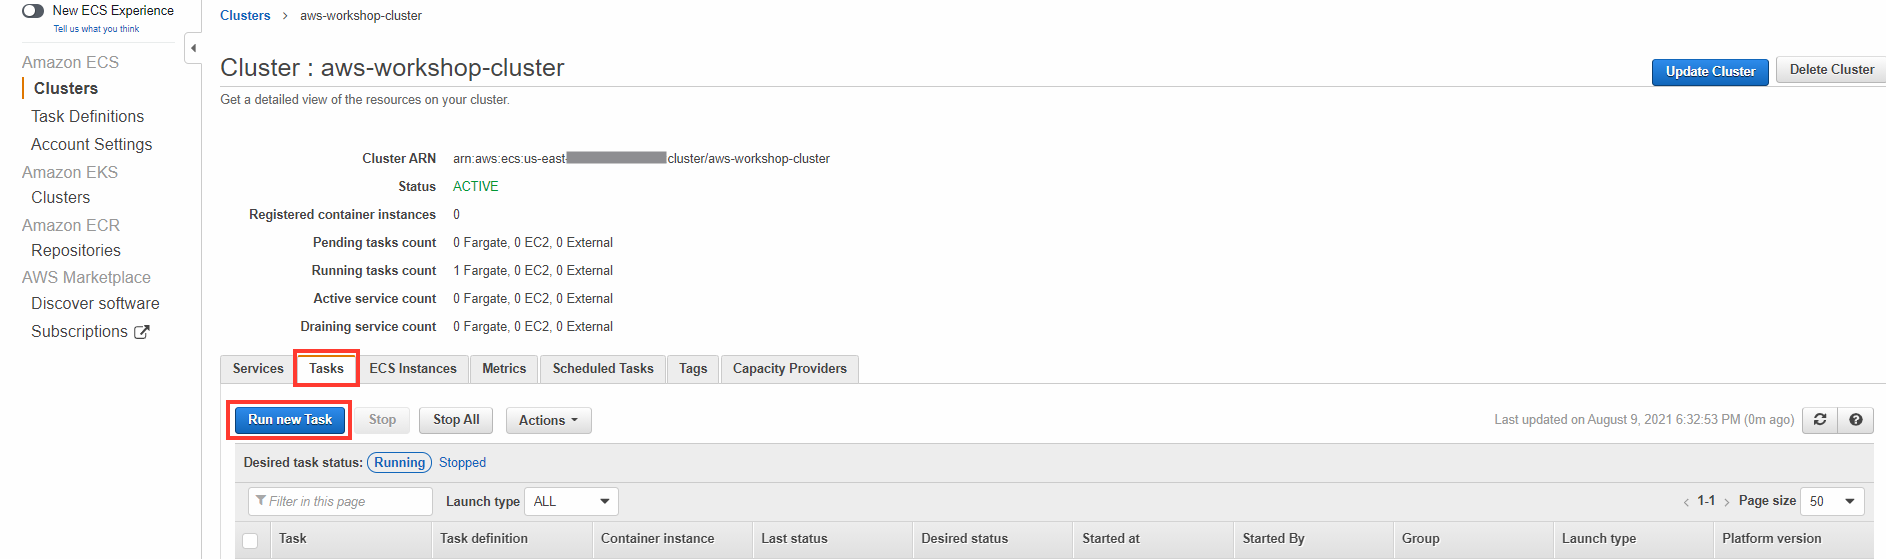 New ECS Experience
Tell us what you think
Amazon ECS
Clusters
Task Definitions
Account Settings
Amazon EKS
Clusters
Amazon ECR
Repositories
AWS Marketplace
Discover software
Subscriptions
Clusters > aws-workshop-cluster
Cluster : aws-workshop-cluster
Update Cluster Delete Cluster
Get a detailed view of the resources on your cluster.
Cluster ARN arn:aws:ecs:us-east- cluster/aws-workshop-cluster
Status ACTIVE
Registered container instances 0
Pending tasks count 0 Fargate, 0 EC2, 0 External
Running tasks count 1 Fargate, 0 EC2, 0 External
Active service count 0 Fargate, 0 EC2, 0 External
Draining service count 0 Fargate, 0 EC2, 0 External
Services Tasks ECS Instances Metrics Scheduled Tasks Tags Capacity Providers
Run new Task Stop Stop All Actions Last updated on August 9, 2021 6:32:53 PM (0m ago)
Desired task status: Running Stopped
Filter in this page Launch type ALL < 1-1 > Page size 50
Task Task definition Container instance Last status Desired status Started at Started By Group Launch type Platform version